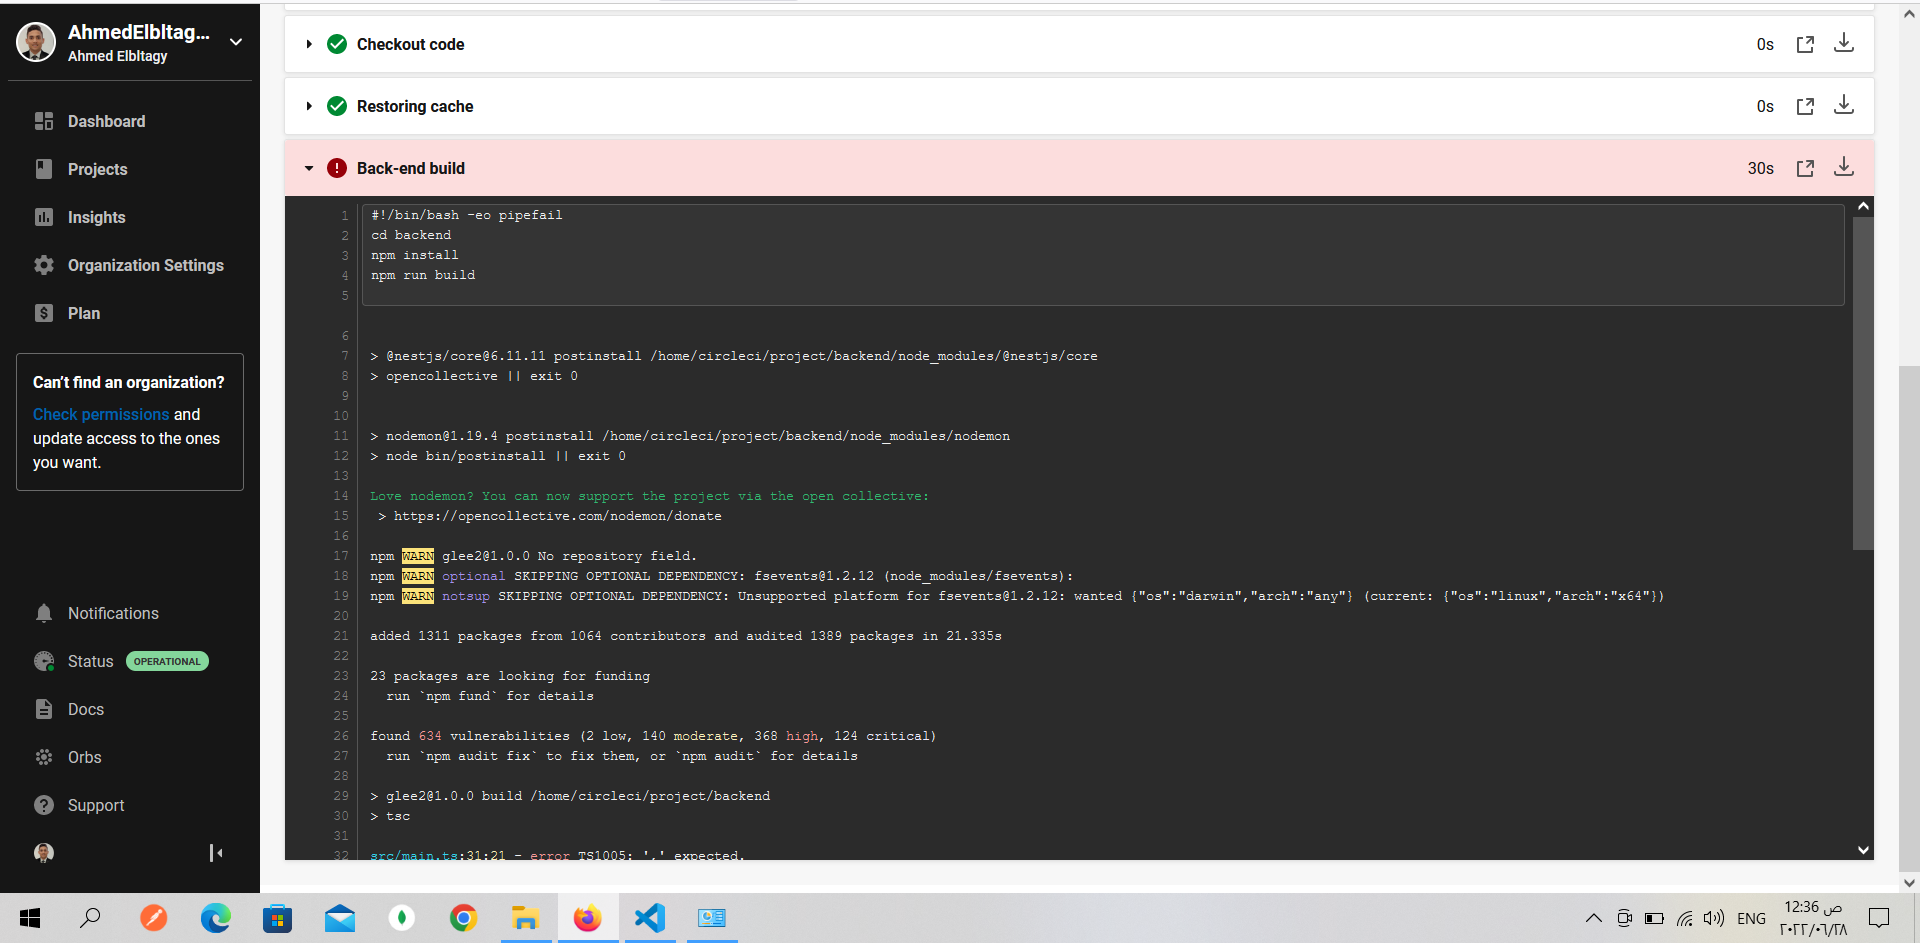 AhmedElbltag...
Ahmed Elbltagy
Dashboard
Projects
Insights
Organization Settings
Plan
Can't find an organization?
Check permissions and
update access to the ones
you want.
Notifications
Status OPERATIONAL
Docs
Orbs
Support
Checkout code 0s
Restoring cache 0s
Back-end build 30s
1 #!/bin/bash -eo pipefail
2 cd backend
3 npm install
4 npm run build
5
6
7 > @nestjs/core@6.11.11 postinstall /home/circleci/project/backend/node_modules/@nestjs/core
8 > opencollective || exit 0
9
10
11 > nodemon@1.19.4 postinstall /home/circleci/project/backend/node_modules/nodemon
12 > node bin/postinstall || exit 0
13
14 Love nodemon? You can now support the project via the open collective:
15 > https://opencollective.com/nodemon/donate
16
17 npm WARN glee2@1.0.0 No repository field.
18 npm WARN optional SKIPPING OPTIONAL DEPENDENCY: fsevents@1.2.12 (node_modules/fsevents):
19 npm WARN notsup SKIPPING OPTIONAL DEPENDENCY: Unsupported platform for fsevents@1.2.12: wanted {"os":"darwin","arch":"any"} (current: {"os":"linux","arch":"x64"})
20
21 added 1311 packages from 1064 contributors and audited 1389 packages in 21.335s
22
23 23 packages are looking for funding
24 run `npm fund` for details
25
26 found 634 vulnerabilities (2 low, 140 moderate, 368 high, 124 critical)
27 run `npm audit fix` to fix them, or `npm audit` for details
28
29 > glee2@1.0.0 build /home/circleci/project/backend
30 > tsc
31
32 src/main.ts:31:21 - error TS1005: ',' expected.
ENG
12:36 ص
٢٠٢٢/٠٦/٢٨